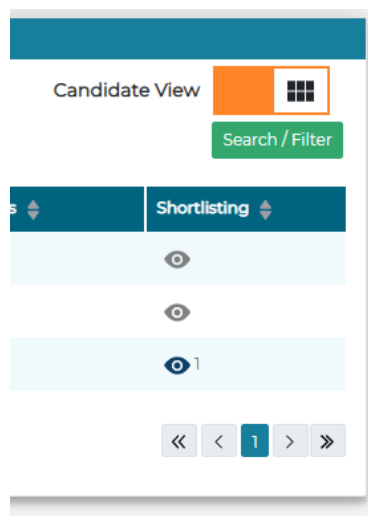 Candidate View
Search / Filter
s Shortlisting
1
« < 1 > »